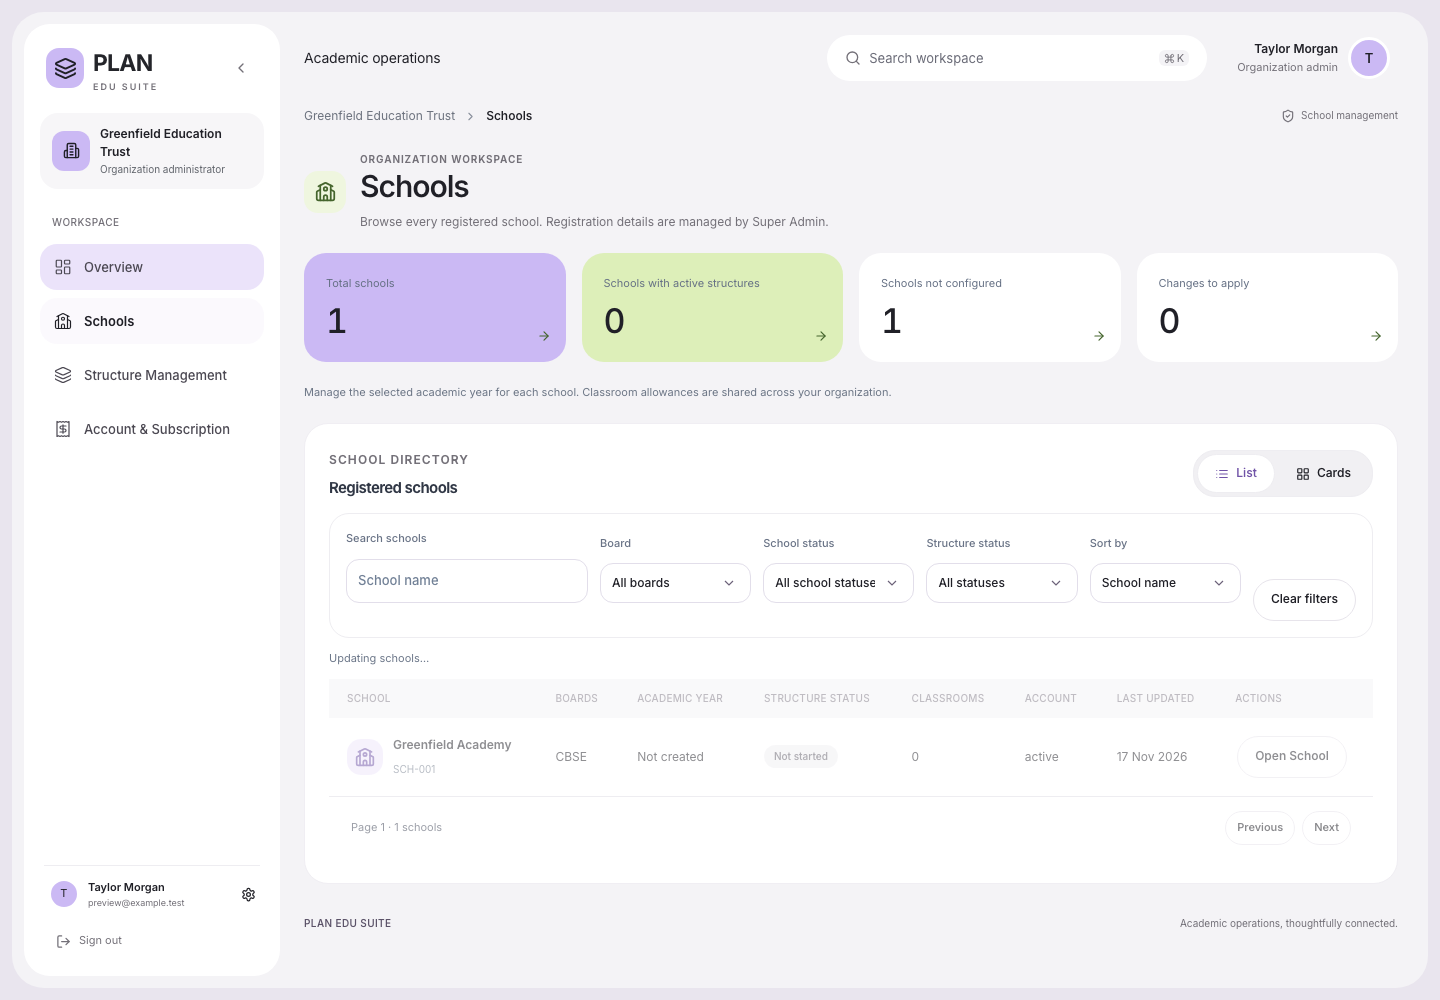 PLAN
EDU SUITE
Greenfield Education
Trust
Organization administrator
WORKSPACE
Overview
Schools
Structure Management
Account & Subscription
T
Taylor Morgan
preview@example.test
Sign out
Academic operations
Search workspace
⌘ K
Taylor Morgan
Organization admin
T
Greenfield Education Trust
Schools
School management
ORGANIZATION WORKSPACE
Schools
Browse every registered school. Registration details are managed by Super Admin.
Total schools
1
Schools with active structures
0
Schools not configured
1
Changes to apply
0
Manage the selected academic year for each school. Classroom allowances are shared across your organization.
SCHOOL DIRECTORY
Registered schools
List
Cards
Search schools
School name
Board
All boards
School status
All school statuse
Structure status
All statuses
Sort by
School name
Clear filters
Updating schools...
SCHOOL BOARDS ACADEMIC YEAR STRUCTURE STATUS CLASSROOMS ACCOUNT LAST UPDATED ACTIONS
Greenfield Academy
SCH-001
CBSE
Not created
Not started
0
active
17 Nov 2026
Open School
Page 1 · 1 schools
Previous
Next
PLAN EDU SUITE
Academic operations, thoughtfully connected.